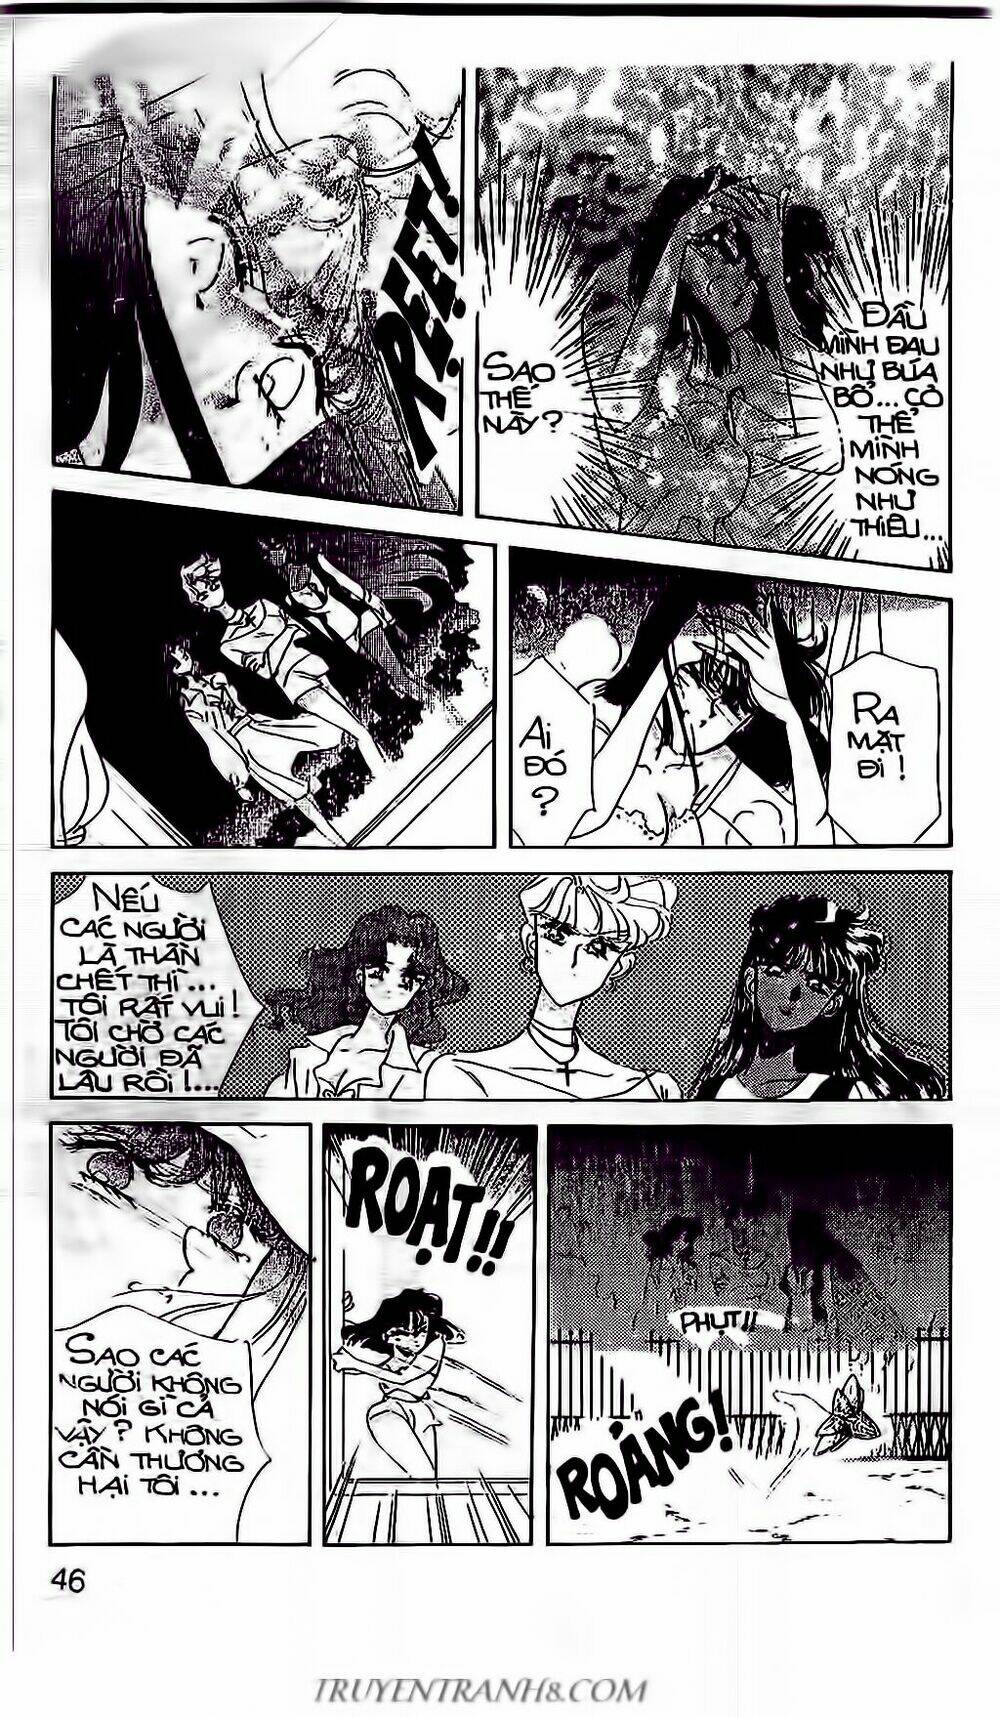 ĐẦU
MÌNH ĐAU
NHƯ BÚA
BỔ... CÓ
THỂ
MÌNH
NÓNG
NHƯ
THIÊU...
SAO
THẾ
NÀY?
RẸẸT!
RA
MẶT
ĐI!
AI
ĐÓ
?
NẾU
CÁC NGƯỜI
LÀ THẦN
CHẾT THÌ...
TÔI RẤT VUI!
TÔI CHỜ CÁC
NGƯỜI ĐÃ
LÂU RỒI!...
PHỤT!!
ROẢNG!
ROẠT!!
SAO CÁC
NGƯỜI KHÔNG
NÓI GÌ CẢ
VẬY? KHÔNG
CẦN THƯƠNG
HẠI TÔI...
46
TRUYENTRANH8.COM